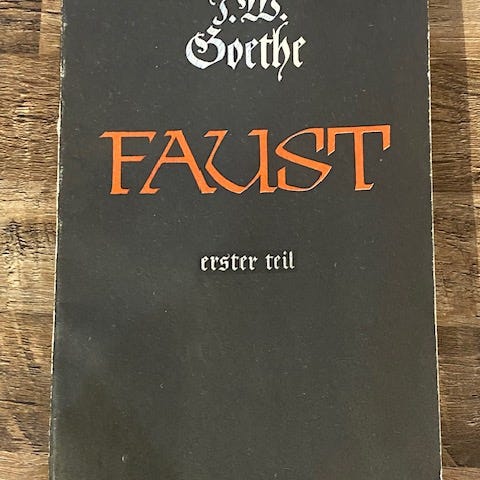 J.W.
Goethe
FAUST
erster teil